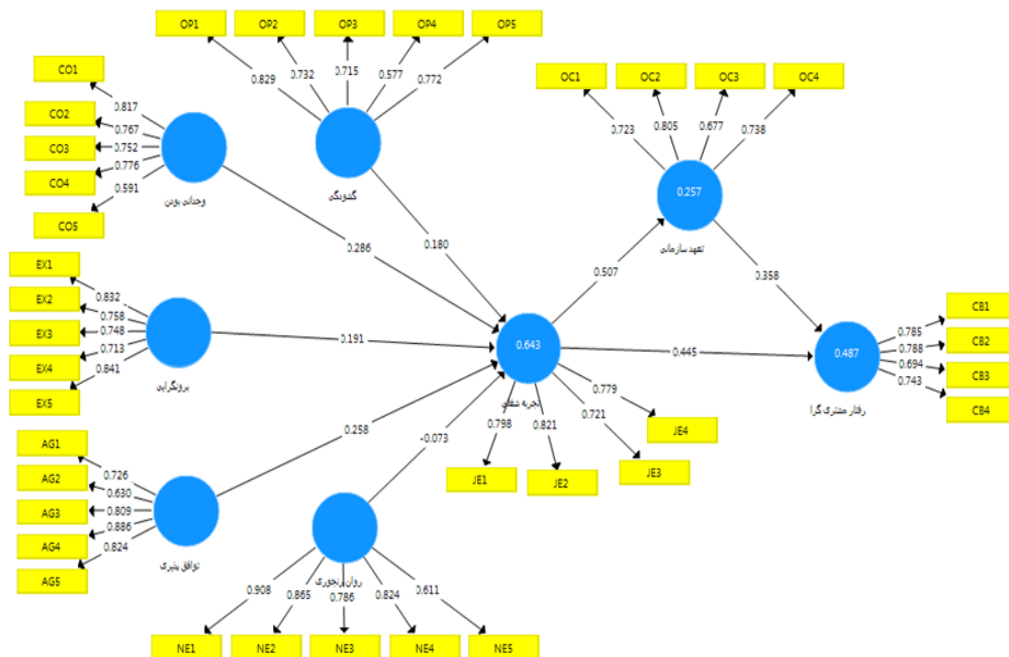 OP1 OP2 OP3 OP4 OP5
0.829 0.732 0.715 0.577 0.772
گشودگی
CO1
CO2
CO3
CO4
CO5
0.817
0.767
0.752
0.776
0.591
وجدانی بودن
EX1
EX2
EX3
EX4
EX5
0.832
0.758
0.748
0.713
0.841
برونگرایی
AG1
AG2
AG3
AG4
AG5
0.726
0.630
0.809
0.886
0.824
توافق پذیری
NE1 NE2 NE3 NE4 NE5
0.908 0.865 0.786 0.824 0.611
روان رنجوری
0.286
0.180
0.191
0.258
-0.073
0.643
تجربه شغلی
0.798 0.821 0.721 0.779
JE1 JE2 JE3 JE4
0.507
0.445
OC1 OC2 OC3 OC4
0.723 0.805 0.677 0.738
0.257
تعهد سازمانی
0.358
0.487
رفتار مشتری گرا
0.785
0.788
0.694
0.743
CB1
CB2
CB3
CB4